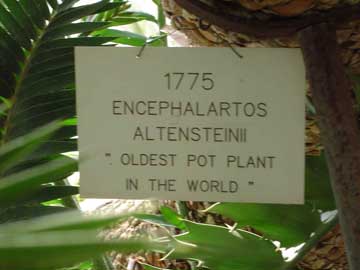 1775
ENCEPHALARTOS
ALTENSTEINII
". OLDEST POT PLANT
IN THE WORLD "